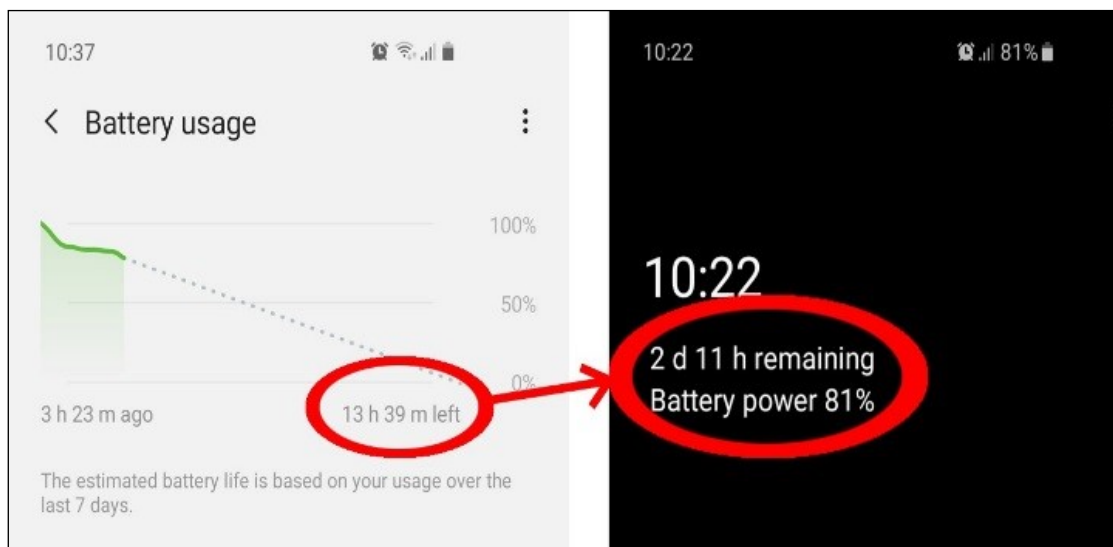 10:37
Battery usage
100%
50%
0%
3 h 23 m ago
13 h 39 m left
The estimated battery life is based on your usage over the
last 7 days.
10:22
81%
10:22
2 d 11 h remaining
Battery power 81%